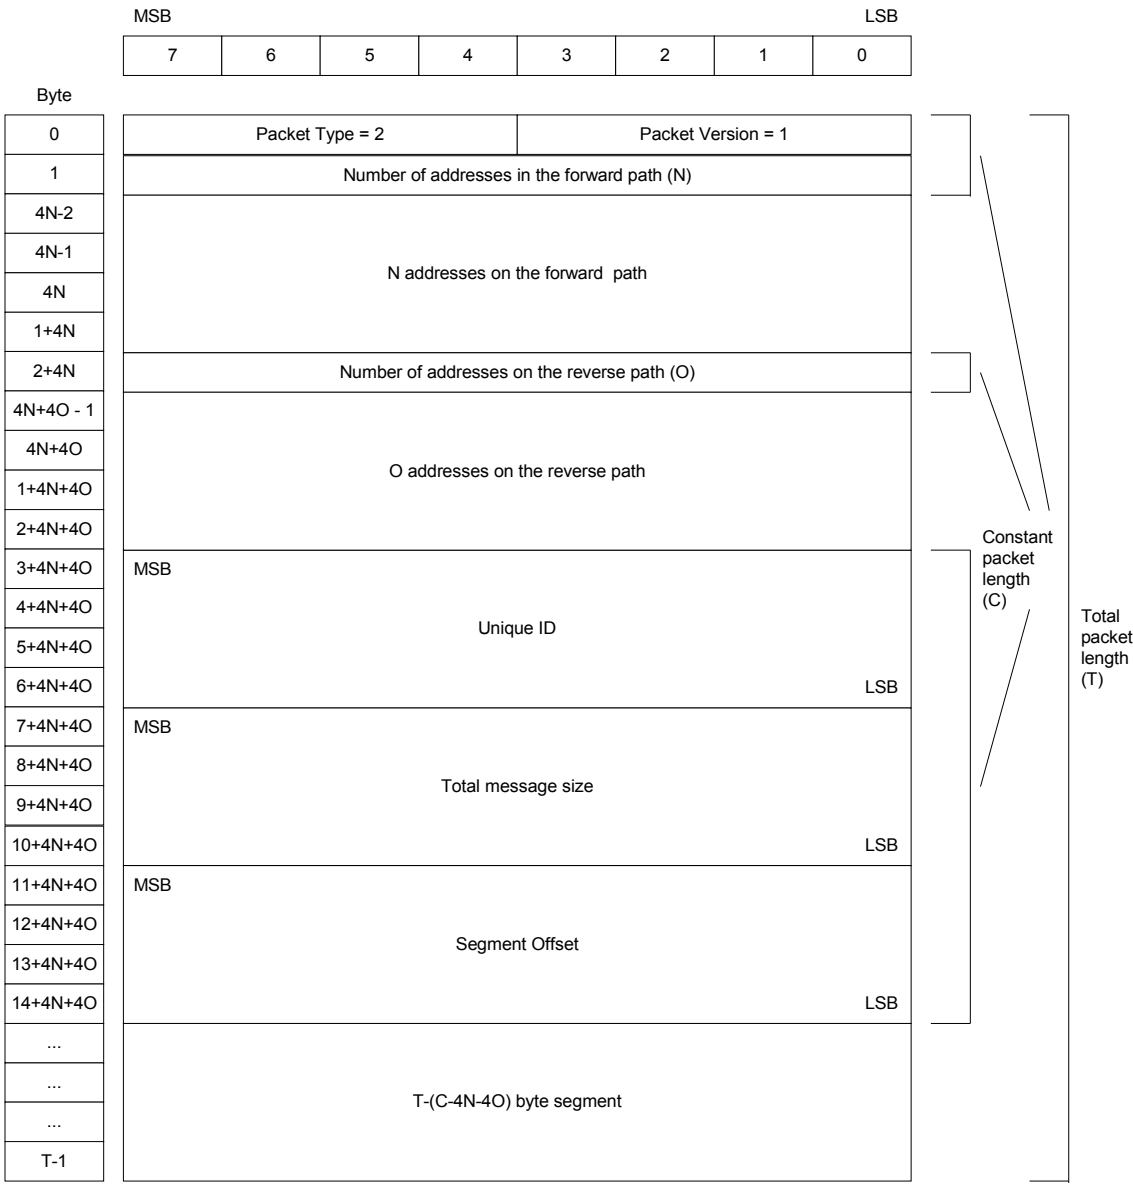 MSB LSB
7 6 5 4 3 2 1 0
Byte
0 Packet Type = 2 Packet Version = 1
1 Number of addresses in the forward path (N)
4N-2
4N-1
N addresses on the forward path
4N
1+4N
2+4N Number of addresses on the reverse path (O)
4N+4O - 1
4N+4O
O addresses on the reverse path
1+4N+4O
2+4N+4O
Constant
packet
length
(C)
3+4N+4O MSB
4+4N+4O
Unique ID
5+4N+4O
6+4N+4O LSB
Total
packet
length
(T)
7+4N+4O MSB
8+4N+4O
Total message size
9+4N+4O
10+4N+4O LSB
11+4N+4O MSB
12+4N+4O
Segment Offset
13+4N+4O
14+4N+4O LSB
...
...
T-(C-4N-4O) byte segment
...
T-1